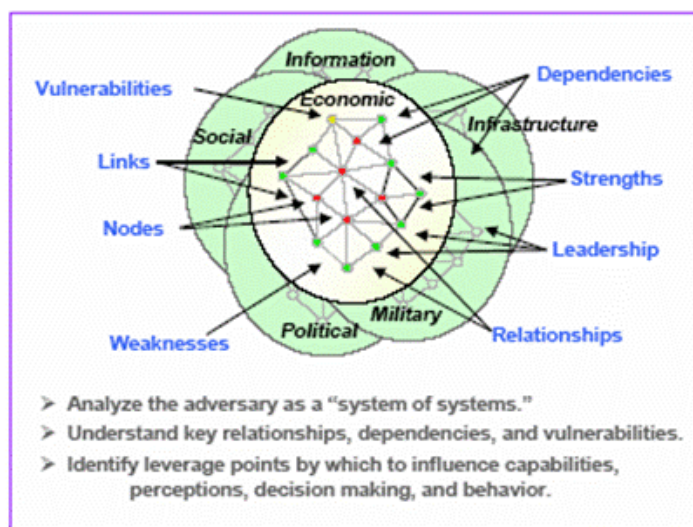 Information
Vulnerabilities
Dependencies
Economic
Social
Infrastructure
Links
Strengths
Nodes
Leadership
Military
Political
Relationships
Weaknesses
➤ Analyze the adversary as a “system of systems.”
➤ Understand key relationships, dependencies, and vulnerabilities.
➤ Identify leverage points by which to influence capabilities,
perceptions, decision making, and behavior.